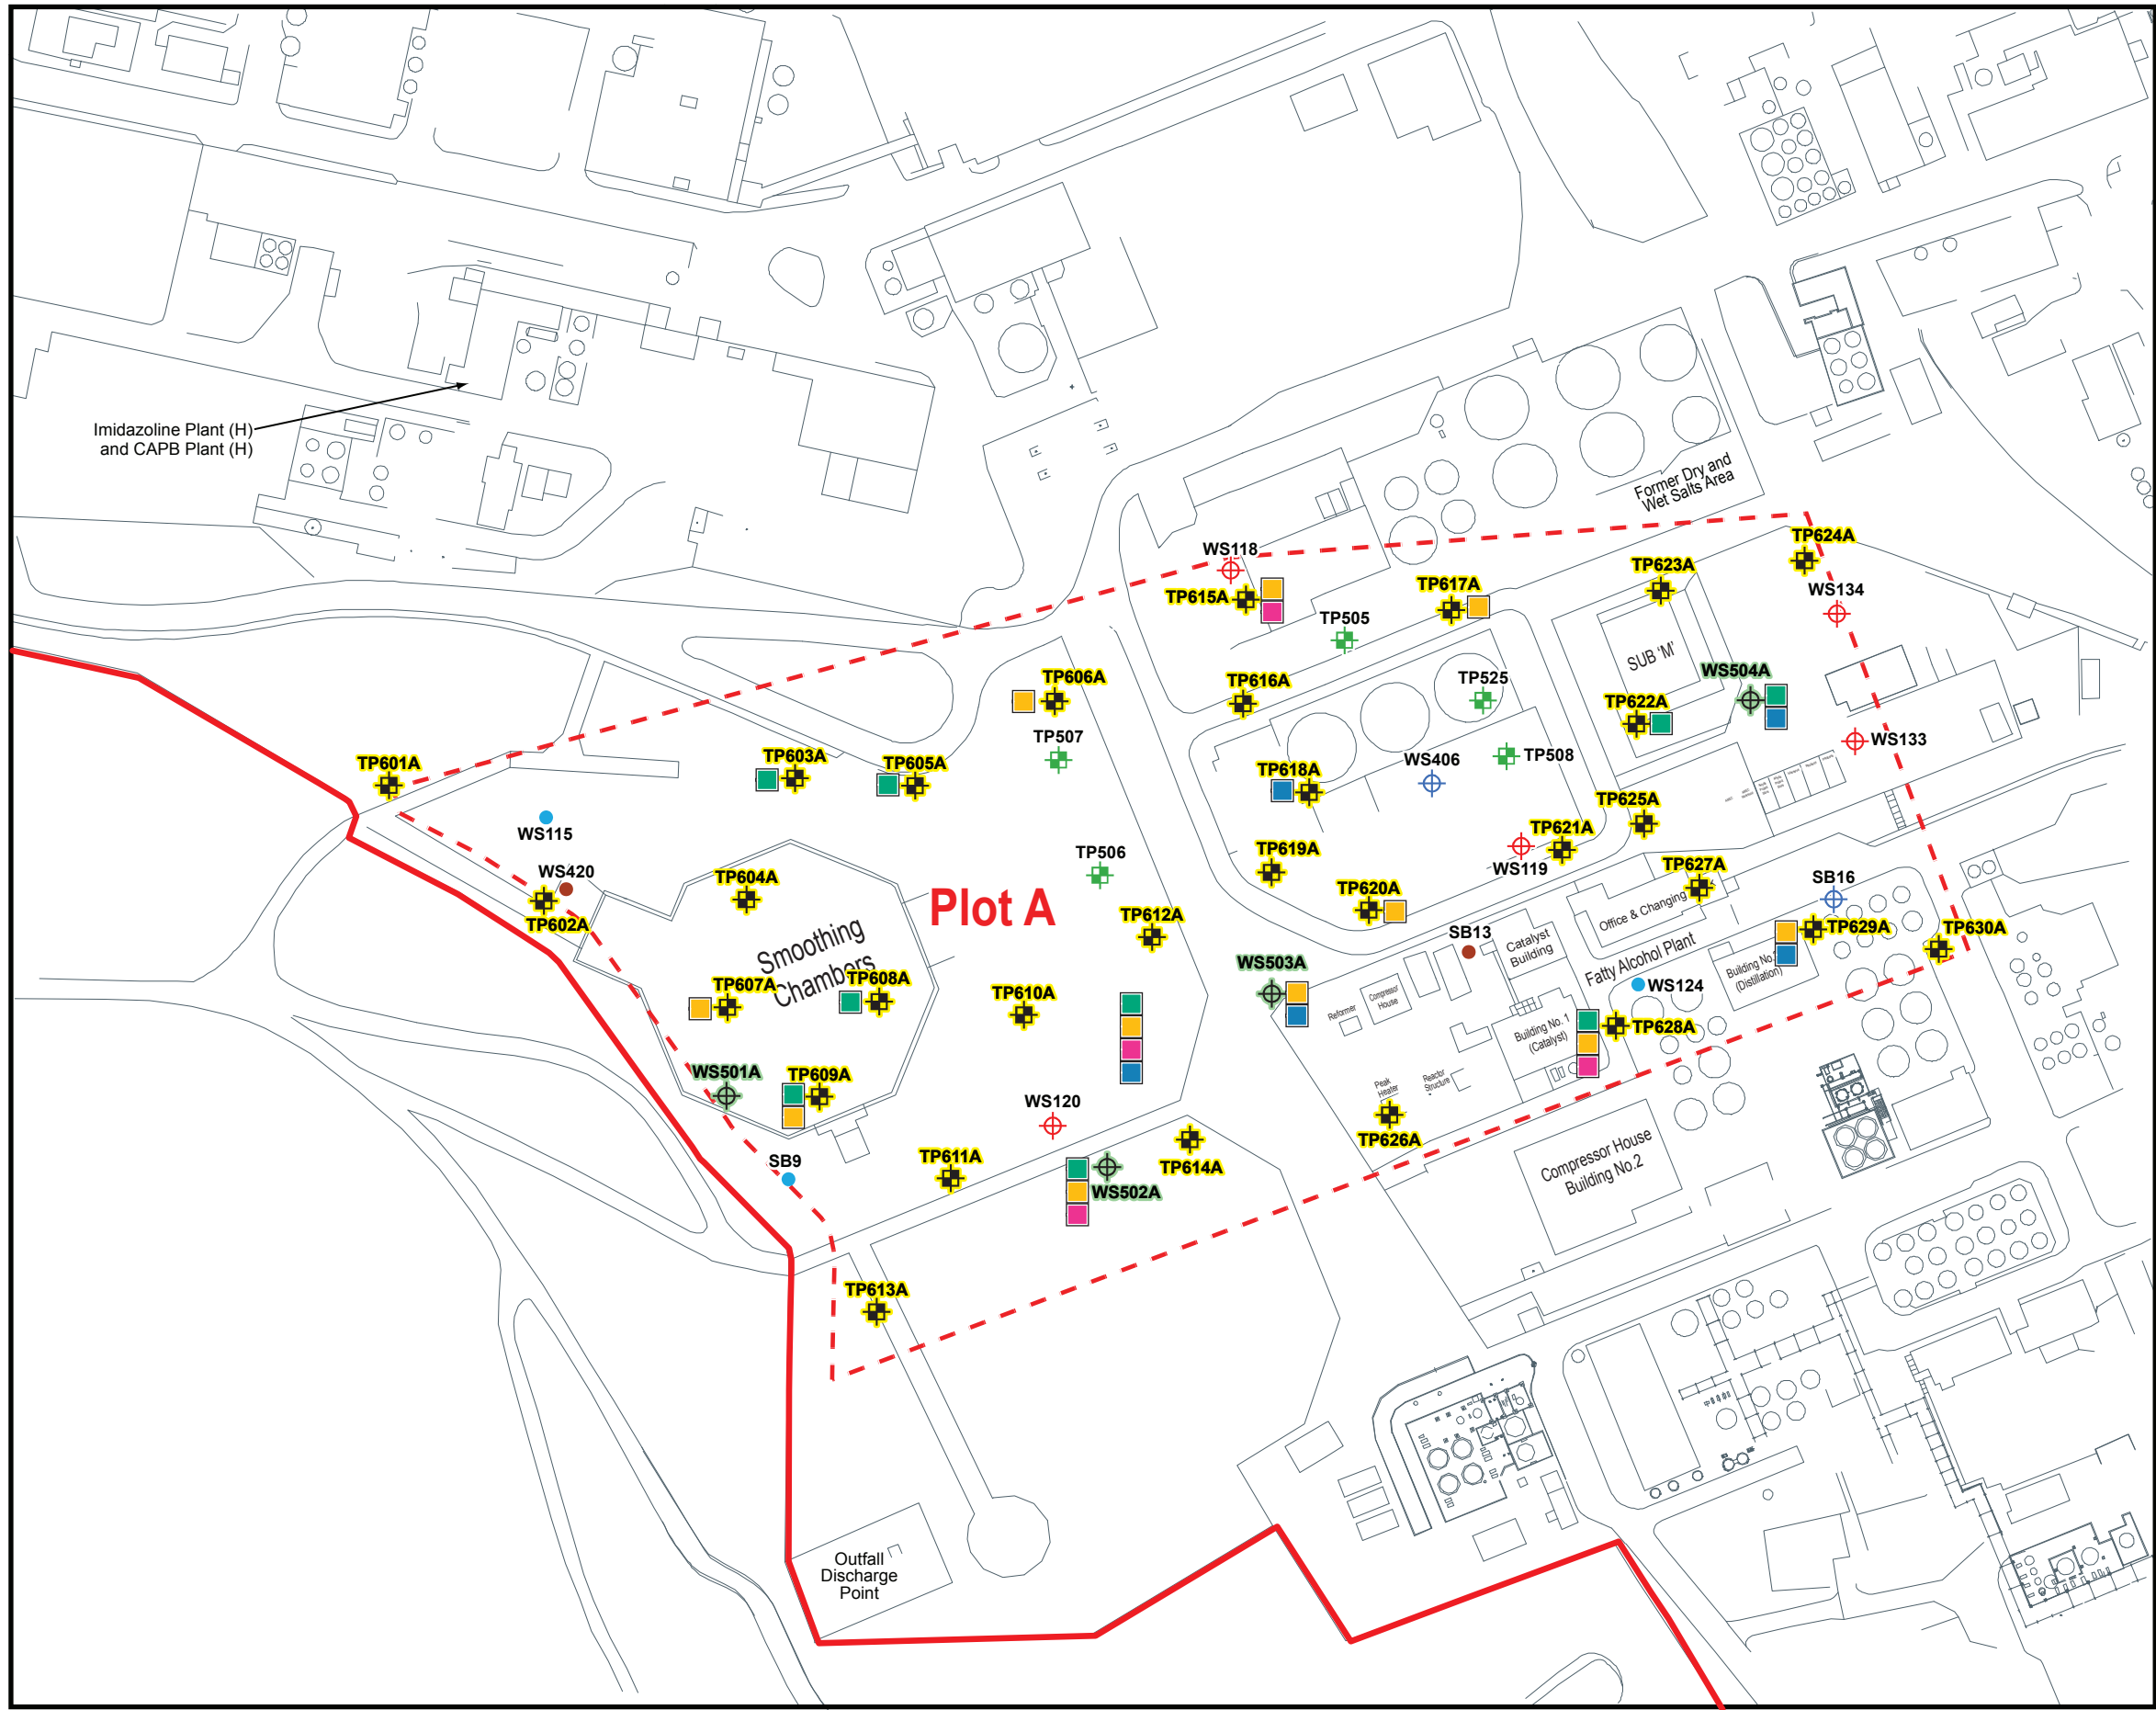 Imidazoline Plant (H)
and CAPB Plant (H)
Former Dry and
Wet Salts Area
TP624A
WS118
TP623A
TP615A
TP617A
WS134
TP505
SUB 'M'
WS504A
TP606A
TP616A
TP525
TP622A
TP507
WS133
TP601A
TP603A
TP605A
TP618A
WS406
TP508
TP625A
WS115
TP621A
WS119
TP506
TP619A
TP627A
WS420
TP604A
TP620A
SB16
Plot A
TP602A
TP612A
Office & Changing
TP629A
TP630A
SB13
Catalyst
Building
Fatty Alcohol Plant
Smoothing
Chambers
WS503A
TP607A
TP608A
TP610A
WS124
(Distillation)
Compressor
House
Reformer
TP628A
Building No. 1
(Catalyst)
WS501A
TP609A
Peak
Heater
Reactor
Structure
WS120
TP626A
TP611A
SB9
TP614A
WS502A
Compressor House
Building No.2
TP613A
Outfall
Discharge
Point